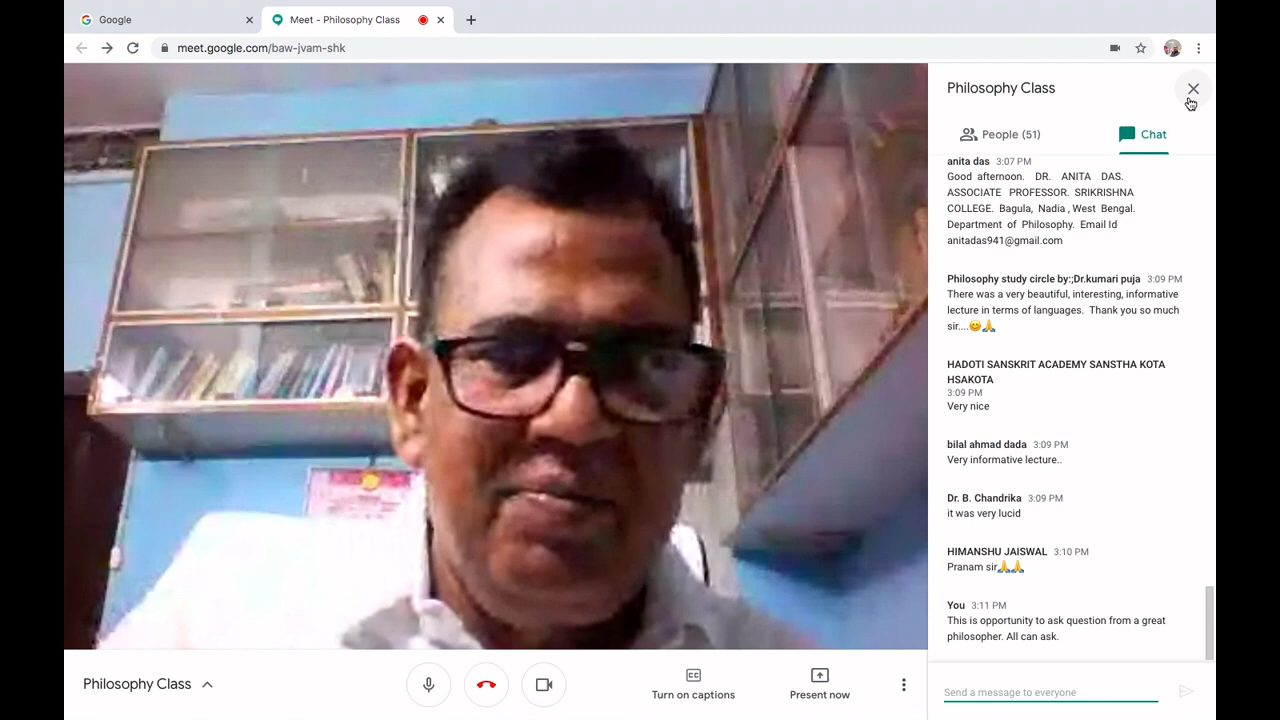 Google
Meet - Philosophy Class
meet.google.com/baw-jvam-shk
Philosophy Class
People (51)
Chat
anita das 3:07 PM
Good afternoon. DR. ANITA DAS.
ASSOCIATE PROFESSOR. SRIKRISHNA
COLLEGE. Bagula, Nadia , West Bengal.
Department of Philosophy. Email Id
anitadas941@gmail.com
Philosophy study circle by:;Dr.kumari puja 3:09 PM
There was a very beautiful, interesting, informative
lecture in terms of languages. Thank you so much
sir....😊🙏
HADOTI SANSKRIT ACADEMY SANSTHA KOTA
HSAKOTA
3:09 PM
Very nice
bilal ahmad dada 3:09 PM
Very informative lecture..
Dr. B. Chandrika 3:09 PM
it was very lucid
HIMANSHU JAISWAL 3:10 PM
Pranam sir🙏🙏
You 3:11 PM
This is opportunity to ask question from a great
philosopher. All can ask.
Send a message to everyone
Philosophy Class
CC
Turn on captions
Present now